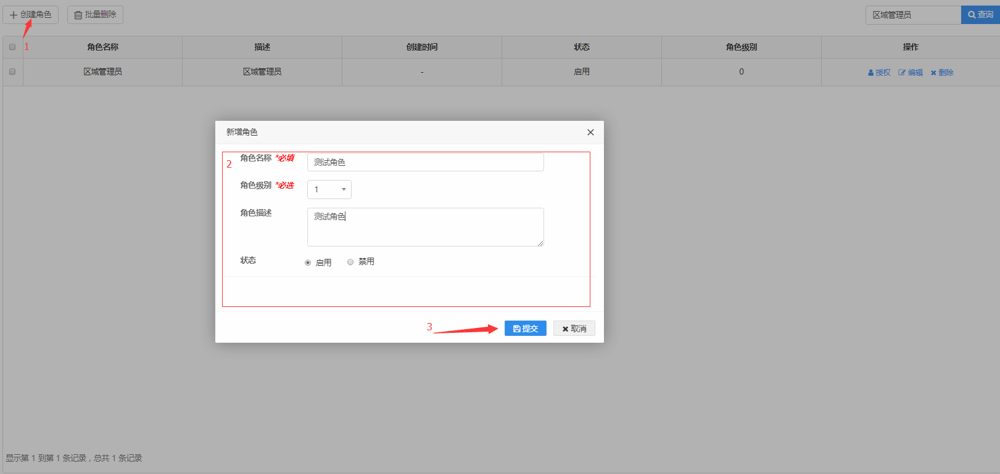 创建角色 批量删除 区域管理员 查询
1 角色名称 描述 创建时间 状态 角色级别 操作
区域管理员 区域管理员 - 启用 0 授权 编辑 删除
新增角色
2 角色名称 *必填 测试角色
角色级别 *必选 1
角色描述 测试角色
状态 启用 禁用
3 提交 取消
显示第 1 到第 1 条记录，总共 1 条记录